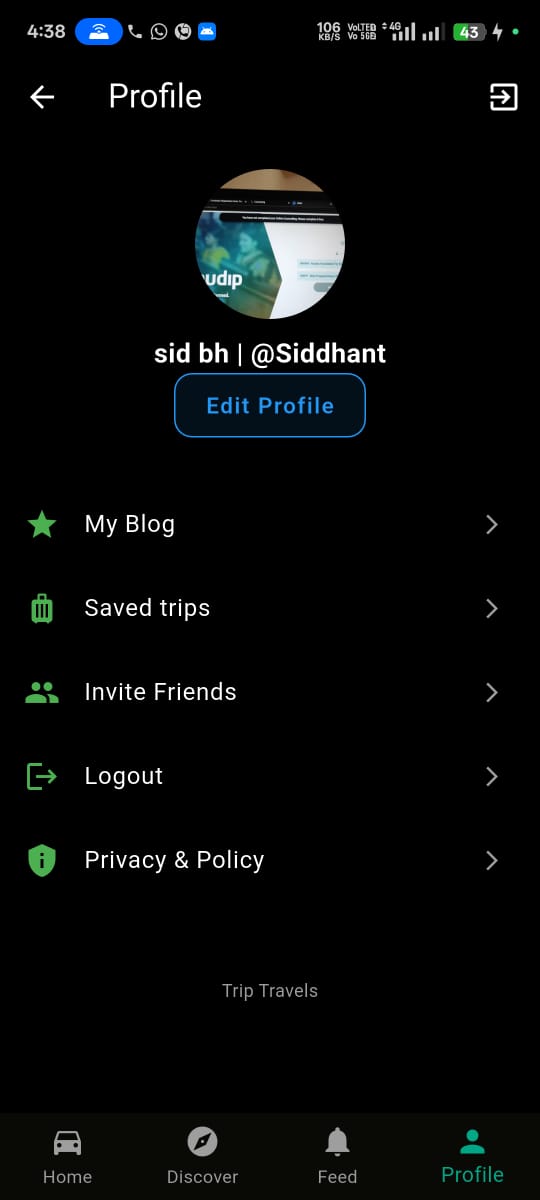 4:38
106
KB/S
VoLTE
Vo 5G
4G
43
Profile
udip
sid bh | @Siddhant
Edit Profile
My Blog
Saved trips
Invite Friends
Logout
Privacy & Policy
Trip Travels
Home
Discover
Feed
Profile